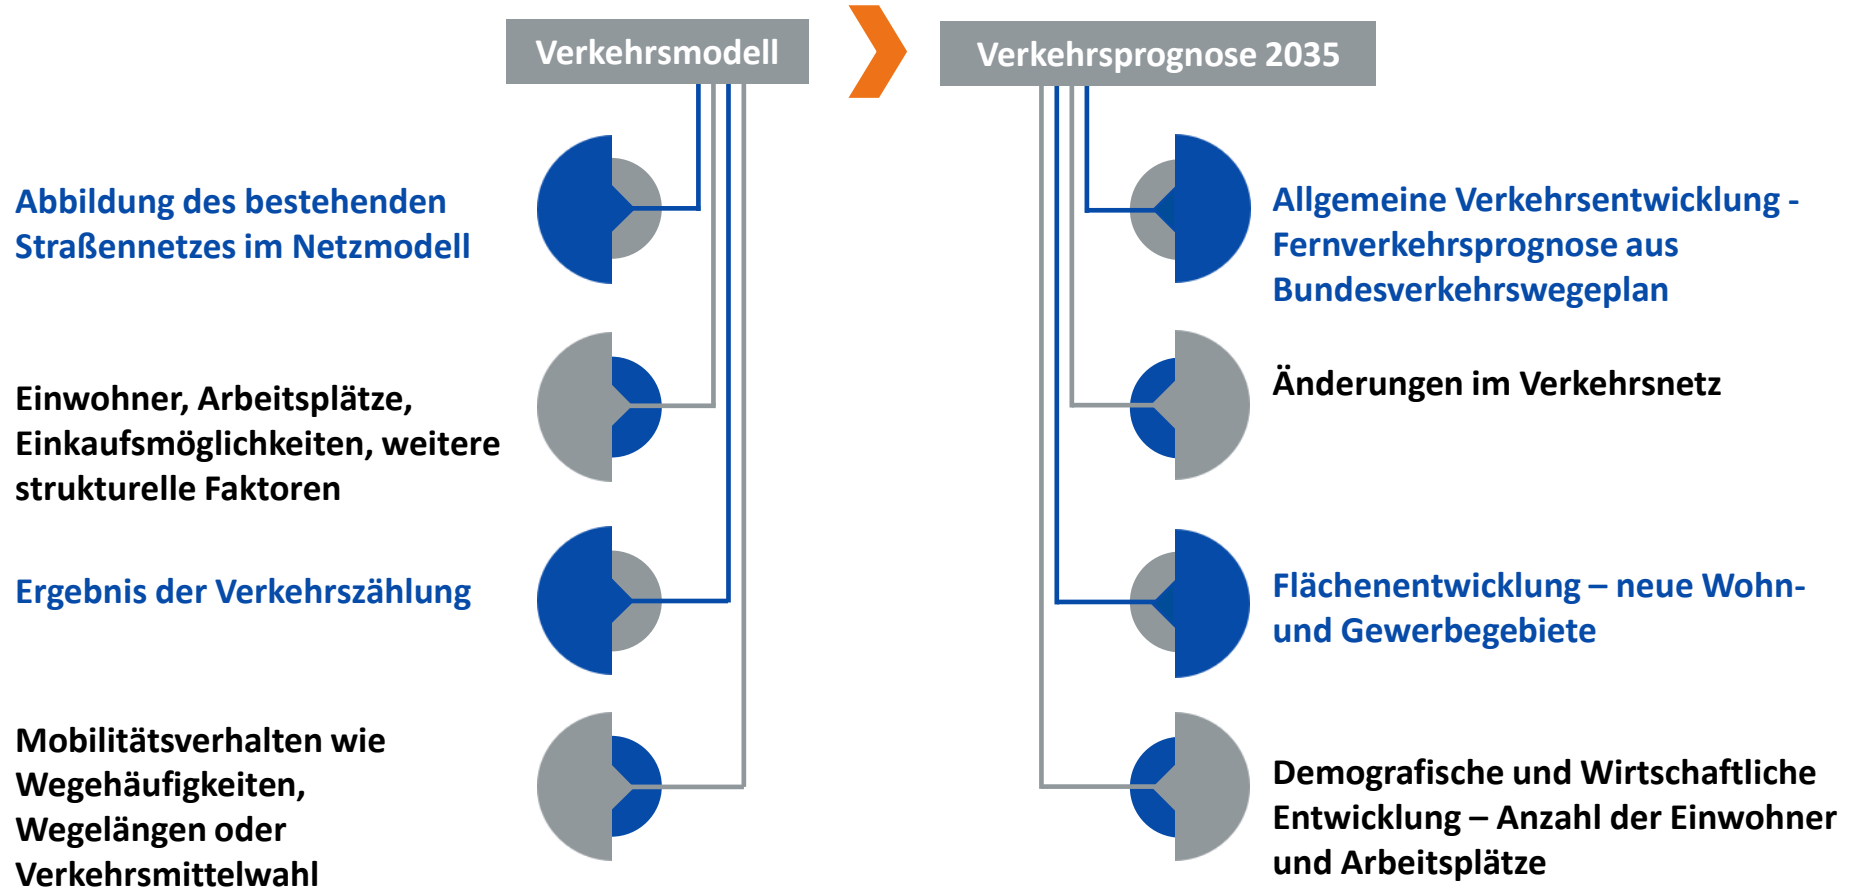 Verkehrsmodell
Verkehrsprognose 2035
Abbildung des bestehenden
Straßennetzes im Netzmodell
Einwohner, Arbeitsplätze,
Einkaufsmöglichkeiten, weitere
strukturelle Faktoren
Ergebnis der Verkehrszählung
Mobilitätsverhalten wie
Wegehäufigkeiten,
Wegelängen oder
Verkehrsmittelwahl
Allgemeine Verkehrsentwicklung -
Fernverkehrsprognose aus
Bundesverkehrswegeplan
Änderungen im Verkehrsnetz
Flächenentwicklung – neue Wohn-
und Gewerbegebiete
Demografische und Wirtschaftliche
Entwicklung – Anzahl der Einwohner
und Arbeitsplätze